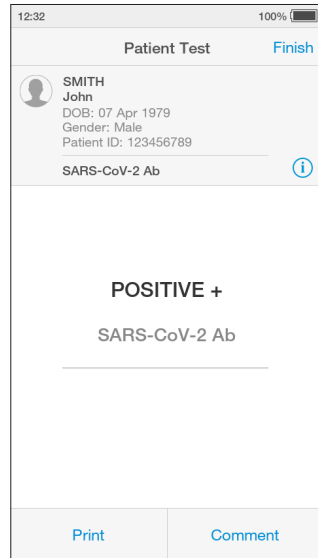 12:32 100%
Patient Test Finish
SMITH
John
DOB: 07 Apr 1979
Gender: Male
Patient ID: 123456789
SARS-CoV-2 Ab i
POSITIVE +
SARS-CoV-2 Ab
Print Comment